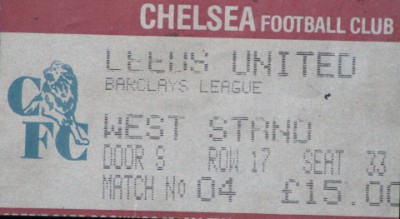 CHELSEA FOOTBALL CLUB
LEEDS UNITED
BARCLAYS LEAGUE
CFC
WEST STAND
DOOR 8 ROW 17 SEAT 33
MATCH No 04 £15.00